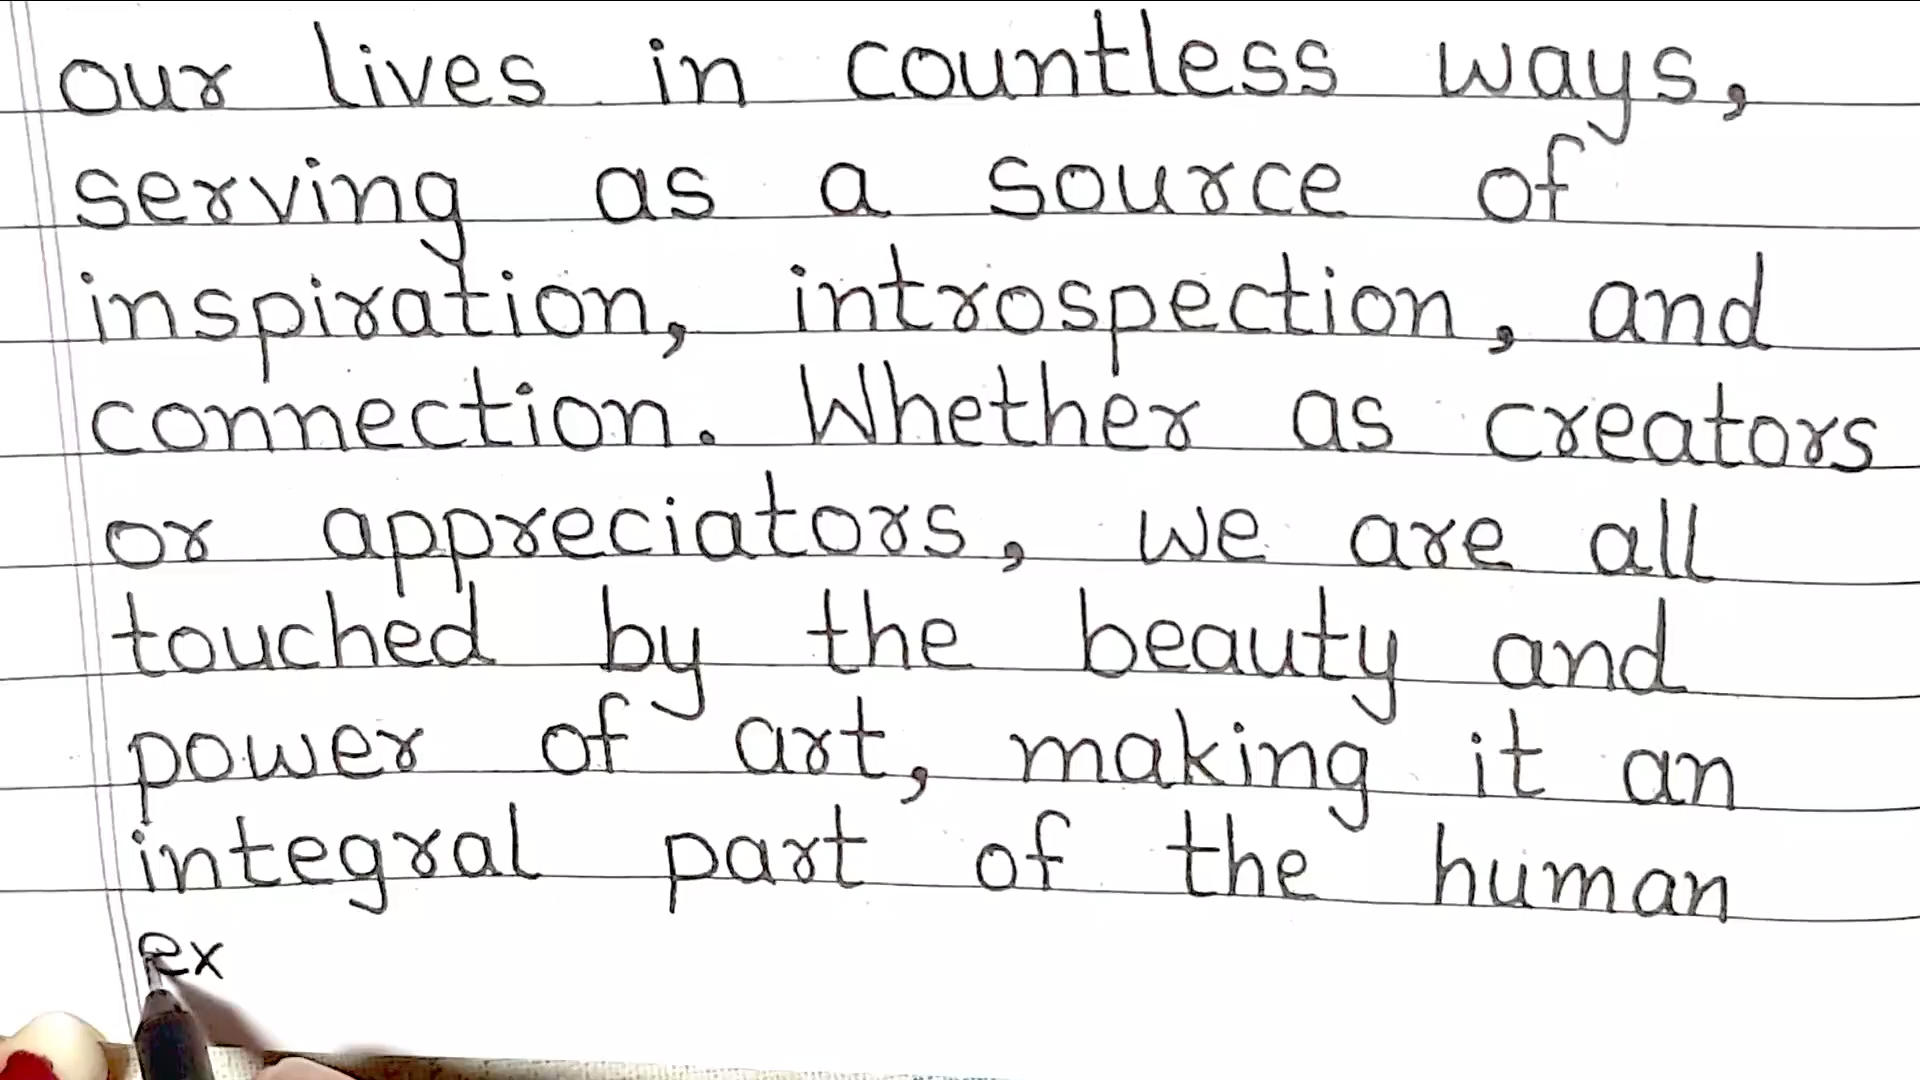 our lives in countless ways,
serving as a source of
inspiration, introspection, and
connection. Whether as creators
or appreciators, we are all
touched by the beauty and
power of art, making it an
integral part of the human
ex